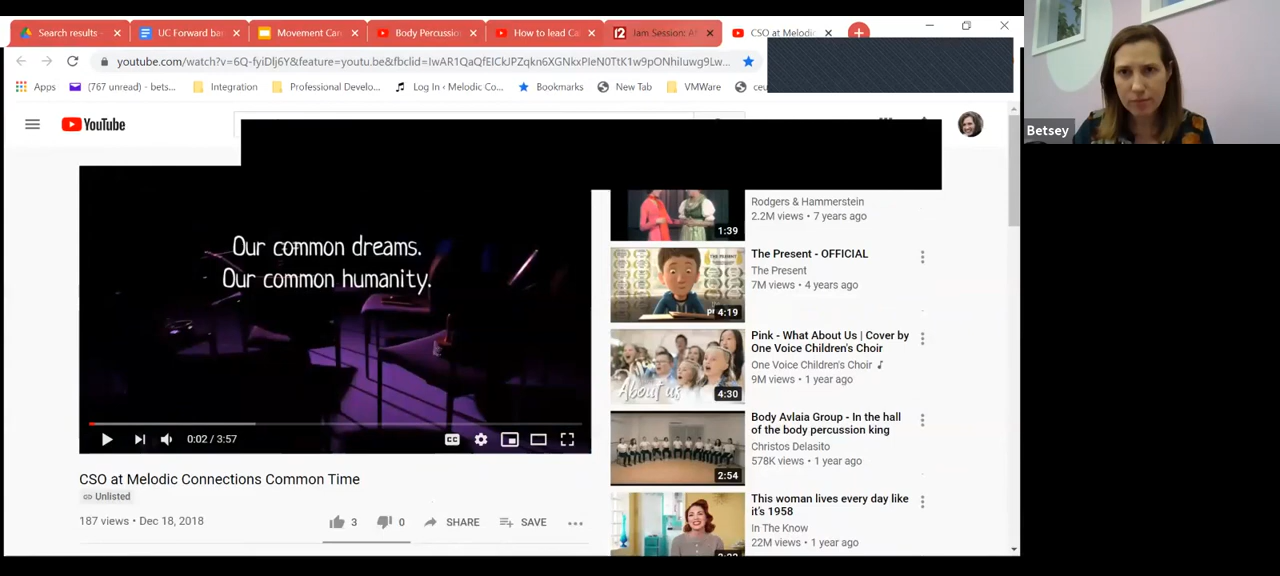 Search results -
UC Forward bas
Movement Car
Body Percussio
How to lead Ca
Jam Session: Af
CSO at Melodic
youtube.com/watch?v=6Q-fyiDlj6Y&feature=youtu.be&fbclid=IwAR1QaQfEICkJPZqkn6XGNkxPIeN0TtK1w9pONhiIuwg9Lw...
Apps
(767 unread) - bets...
Integration
Professional Develo...
Log In ‹ Melodic Co...
Bookmarks
New Tab
VMWare
ceu
YouTube
Betsey
Our common dreams.
Our common humanity.
0:02 / 3:57
CC
CSO at Melodic Connections Common Time
Unlisted
187 views • Dec 18, 2018
3
0
SHARE
SAVE
Rodgers & Hammerstein
2.2M views • 7 years ago
1:39
The Present - OFFICIAL
The Present
7M views • 4 years ago
4:19
Pink - What About Us | Cover by
One Voice Children's Choir
One Voice Children's Choir
9M views • 1 year ago
About us
4:30
Body Avlaia Group - In the hall
of the body percussion king
Christos Delasito
578K views • 1 year ago
2:54
This woman lives every day like
it's 1958
In The Know
22M views • 1 year ago